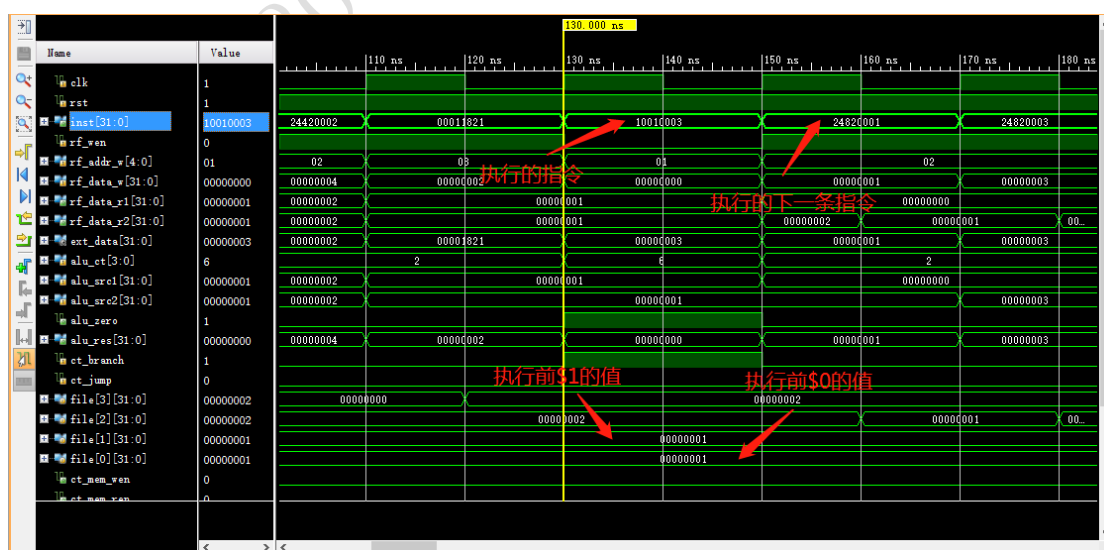 20
130.000 ns
Name Value
110 ns 120 ns 130 ns 140 ns 150 ns 160 ns 170 ns 180 ns
clk 1
rst 1
inst[31:0] 10010003 24420002 00011821 10010003 24820001 24820003
rf_wen 0
执行的指令
rf_addr_w[4:0] 01 02 03 01 02
rf_data_w[31:0] 00000000 00000004 00000002 00000000 00000001 00000003
执行的下一条指令
rf_data_r1[31:0] 00000001 00000002 00000001 00000000
rf_data_r2[31:0] 00000001 00000002 00000001 00000002 00000001 00...
ext_data[31:0] 00000003 00000002 00001821 00000003 00000001 00000003
alu_ct[3:0] 6 2 6 2
alu_src1[31:0] 00000001 00000002 00000001 00000000
alu_src2[31:0] 00000001 00000002 00000001 00000003
alu_zero 1
alu_res[31:0] 00000000 00000004 00000002 00000000 00000001 00000003
ct_branch 1
执行前$1的值 执行前$0的值
ct_jump 0
file[3][31:0] 00000002 00000000 00000002
file[2][31:0] 00000002 00000002 00000001 00...
file[1][31:0] 00000001 00000001
file[0][31:0] 00000001 00000001
ct_mem_wen 0
ct_mem_ren 0